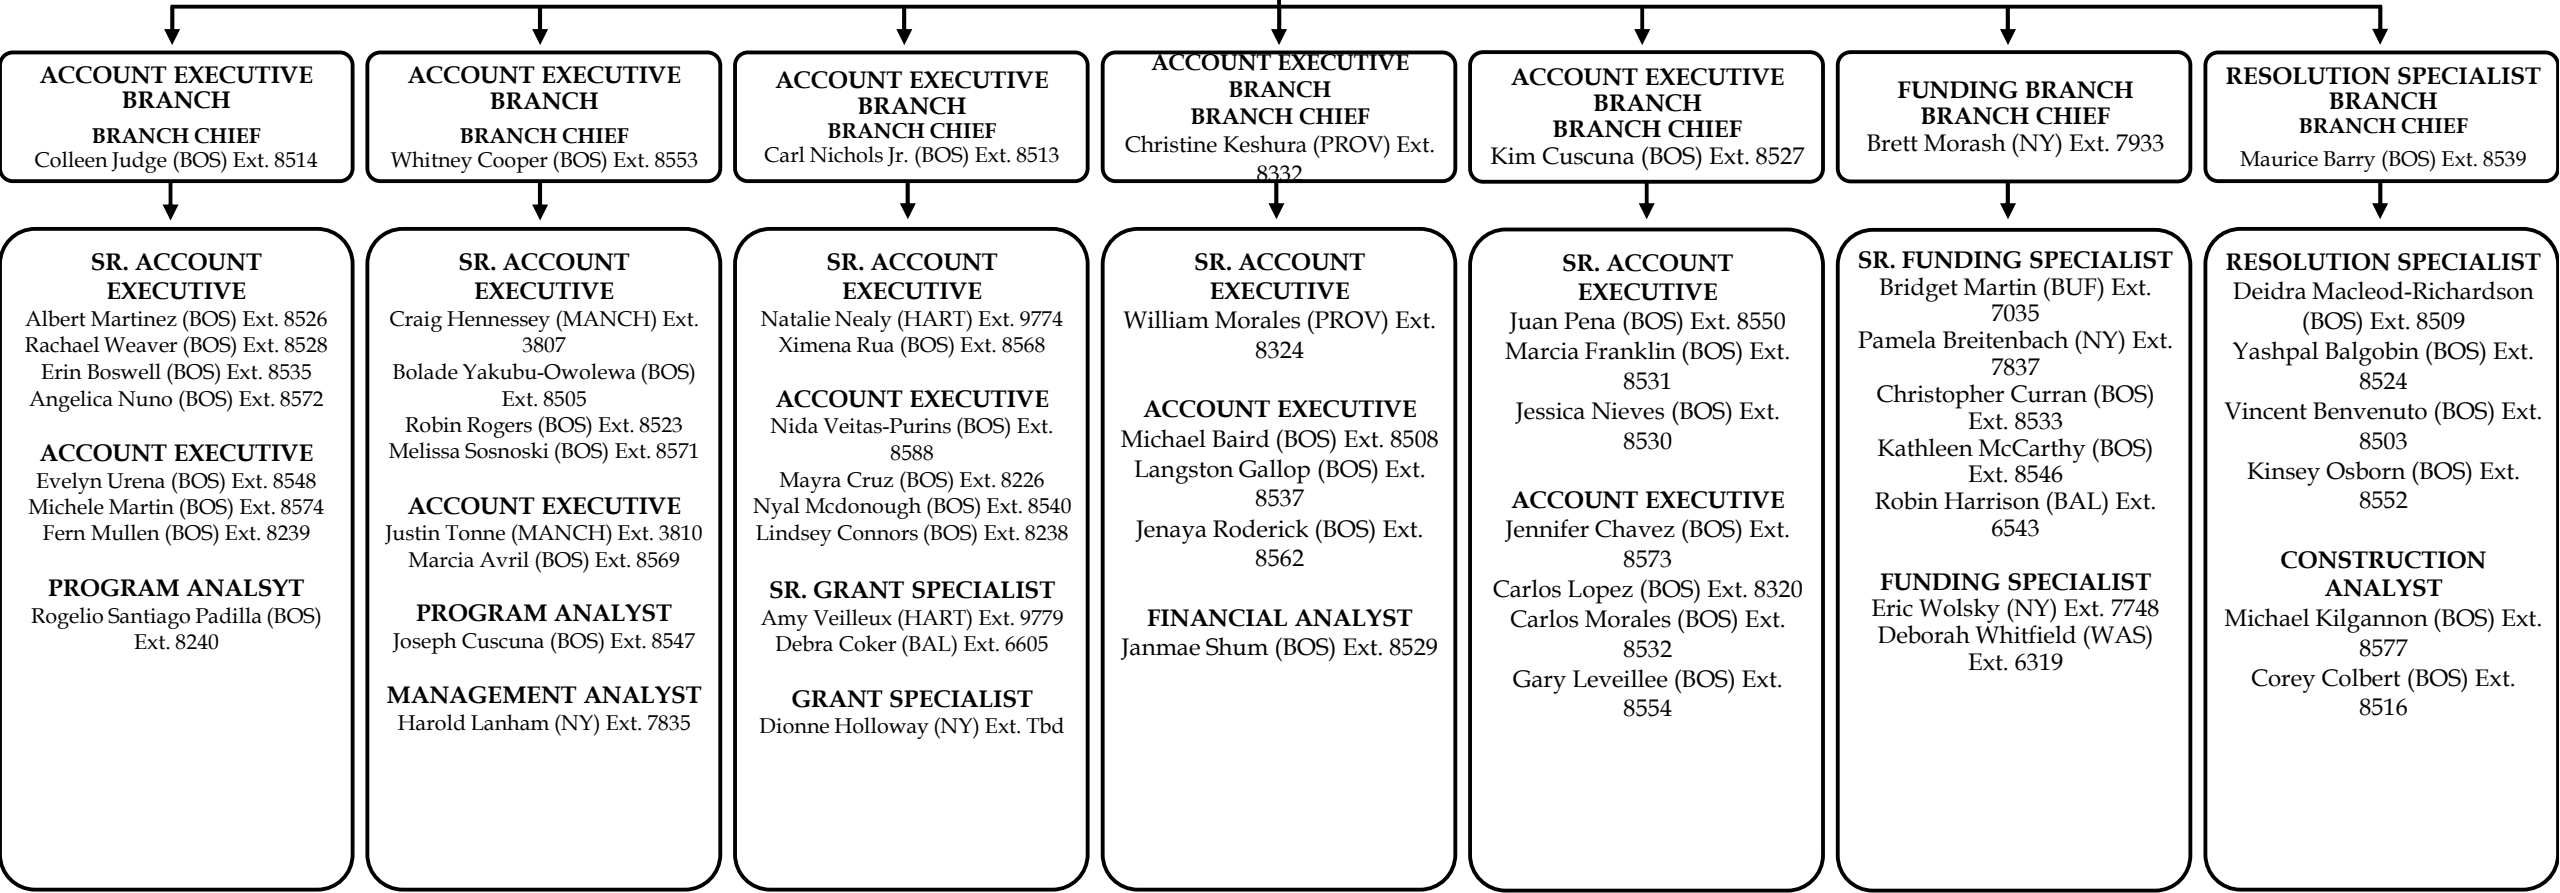 ACCOUNT EXECUTIVE
BRANCH
BRANCH CHIEF
Colleen Judge (BOS) Ext. 8514
ACCOUNT EXECUTIVE
BRANCH
BRANCH CHIEF
Whitney Cooper (BOS) Ext. 8553
ACCOUNT EXECUTIVE
BRANCH
BRANCH CHIEF
Carl Nichols Jr. (BOS) Ext. 8513
ACCOUNT EXECUTIVE
BRANCH
BRANCH CHIEF
Christine Keshura (PROV) Ext.
8332
ACCOUNT EXECUTIVE
BRANCH
BRANCH CHIEF
Kim Cuscuna (BOS) Ext. 8527
FUNDING BRANCH
BRANCH CHIEF
Brett Morash (NY) Ext. 7933
RESOLUTION SPECIALIST
BRANCH
BRANCH CHIEF
Maurice Barry (BOS) Ext. 8539
SR. ACCOUNT
EXECUTIVE
Albert Martinez (BOS) Ext. 8526
Rachael Weaver (BOS) Ext. 8528
Erin Boswell (BOS) Ext. 8535
Angelica Nuno (BOS) Ext. 8572
ACCOUNT EXECUTIVE
Evelyn Urena (BOS) Ext. 8548
Michele Martin (BOS) Ext. 8574
Fern Mullen (BOS) Ext. 8239
PROGRAM ANALSYT
Rogelio Santiago Padilla (BOS)
Ext. 8240
SR. ACCOUNT
EXECUTIVE
Craig Hennessey (MANCH) Ext.
3807
Bolade Yakubu-Owolewa (BOS)
Ext. 8505
Robin Rogers (BOS) Ext. 8523
Melissa Sosnoski (BOS) Ext. 8571
ACCOUNT EXECUTIVE
Justin Tonne (MANCH) Ext. 3810
Marcia Avril (BOS) Ext. 8569
PROGRAM ANALYST
Joseph Cuscuna (BOS) Ext. 8547
MANAGEMENT ANALYST
Harold Lanham (NY) Ext. 7835
SR. ACCOUNT
EXECUTIVE
Natalie Nealy (HART) Ext. 9774
Ximena Rua (BOS) Ext. 8568
ACCOUNT EXECUTIVE
Nida Veitas-Purins (BOS) Ext.
8588
Mayra Cruz (BOS) Ext. 8226
Nyal Mcdonough (BOS) Ext. 8540
Lindsey Connors (BOS) Ext. 8238
SR. GRANT SPECIALIST
Amy Veilleux (HART) Ext. 9779
Debra Coker (BAL) Ext. 6605
GRANT SPECIALIST
Dionne Holloway (NY) Ext. Tbd
SR. ACCOUNT
EXECUTIVE
William Morales (PROV) Ext.
8324
ACCOUNT EXECUTIVE
Michael Baird (BOS) Ext. 8508
Langston Gallop (BOS) Ext.
8537
Jenaya Roderick (BOS) Ext.
8562
FINANCIAL ANALYST
Janmae Shum (BOS) Ext. 8529
SR. ACCOUNT
EXECUTIVE
Juan Pena (BOS) Ext. 8550
Marcia Franklin (BOS) Ext.
8531
Jessica Nieves (BOS) Ext.
8530
ACCOUNT EXECUTIVE
Jennifer Chavez (BOS) Ext.
8573
Carlos Lopez (BOS) Ext. 8320
Carlos Morales (BOS) Ext.
8532
Gary Leveillee (BOS) Ext.
8554
SR. FUNDING SPECIALIST
Bridget Martin (BUF) Ext.
7035
Pamela Breitenbach (NY) Ext.
7837
Christopher Curran (BOS)
Ext. 8533
Kathleen McCarthy (BOS)
Ext. 8546
Robin Harrison (BAL) Ext.
6543
FUNDING SPECIALIST
Eric Wolsky (NY) Ext. 7748
Deborah Whitfield (WAS)
Ext. 6319
RESOLUTION SPECIALIST
Deidra Macleod-Richardson
(BOS) Ext. 8509
Yashpal Balgobin (BOS) Ext.
8524
Vincent Benvenuto (BOS) Ext.
8503
Kinsey Osborn (BOS) Ext.
8552
CONSTRUCTION
ANALYST
Michael Kilgannon (BOS) Ext.
8577
Corey Colbert (BOS) Ext.
8516